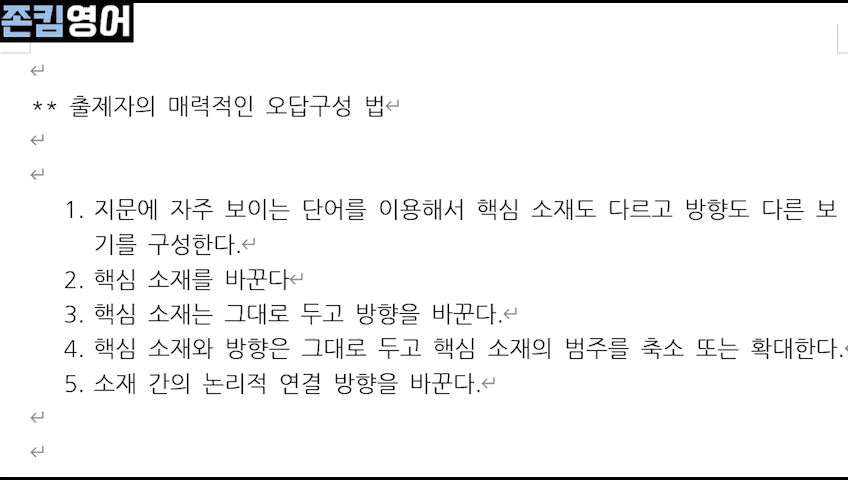 존킴영어
** 출제자의 매력적인 오답구성 법
1. 지문에 자주 보이는 단어를 이용해서 핵심 소재도 다르고 방향도 다른 보
기를 구성한다.
2. 핵심 소재를 바꾼다
3. 핵심 소재는 그대로 두고 방향을 바꾼다.
4. 핵심 소재와 방향은 그대로 두고 핵심 소재의 범주를 축소 또는 확대한다.
5. 소재 간의 논리적 연결 방향을 바꾼다.